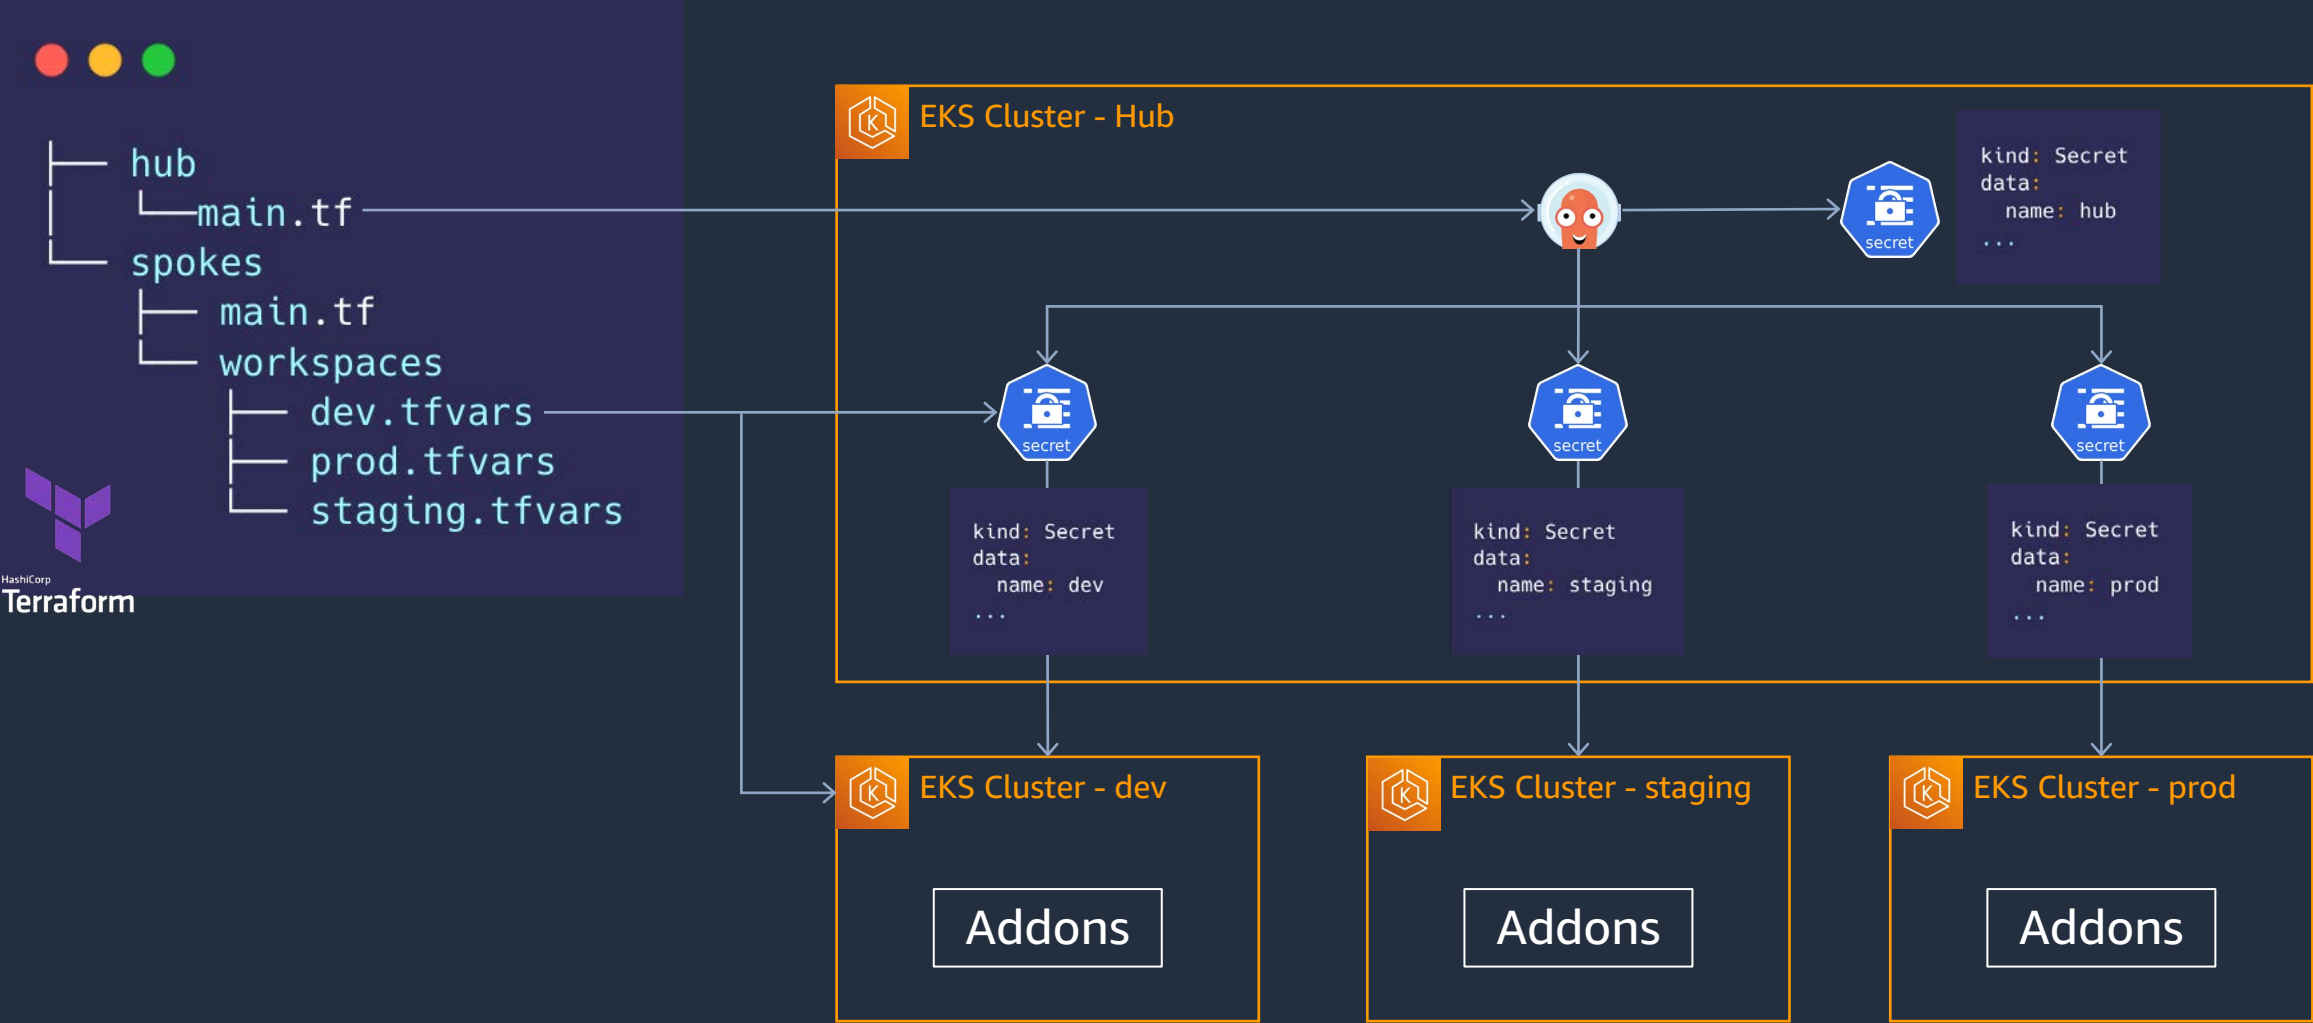 hub
main.tf
spokes
main.tf
workspaces
dev.tfvars
prod.tfvars
staging.tfvars
HashiCorp
Terraform
EKS Cluster - Hub
secret
kind: Secret
data:
name: hub
...
secret
kind: Secret
data:
name: dev
...
secret
kind: Secret
data:
name: staging
...
secret
kind: Secret
data:
name: prod
...
EKS Cluster - dev
Addons
EKS Cluster - staging
Addons
EKS Cluster - prod
Addons